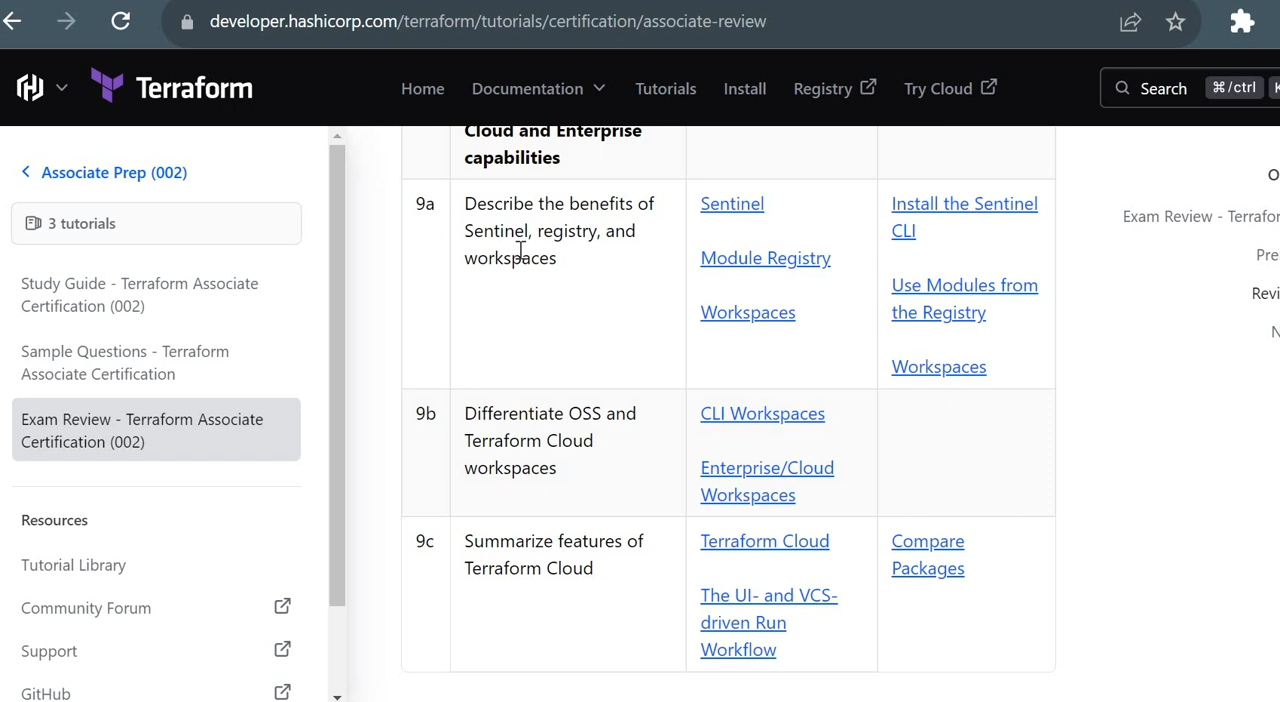 developer.hashicorp.com/terraform/tutorials/certification/associate-review
Terraform
Home
Documentation
Tutorials
Install
Registry
Try Cloud
Search
⌘/ctrl
K
Associate Prep (002)
3 tutorials
Study Guide - Terraform Associate
Certification (002)
Sample Questions - Terraform
Associate Certification
Exam Review - Terraform Associate
Certification (002)
Resources
Tutorial Library
Community Forum
Support
GitHub
Cloud and Enterprise
capabilities
9a
Describe the benefits of
Sentinel, registry, and
workspaces
Sentinel
Module Registry
Workspaces
Install the Sentinel
CLI
Use Modules from
the Registry
Workspaces
9b
Differentiate OSS and
Terraform Cloud
workspaces
CLI Workspaces
Enterprise/Cloud
Workspaces
9c
Summarize features of
Terraform Cloud
Terraform Cloud
The UI- and VCS-
driven Run
Workflow
Compare
Packages
Exam Review - Terrafor